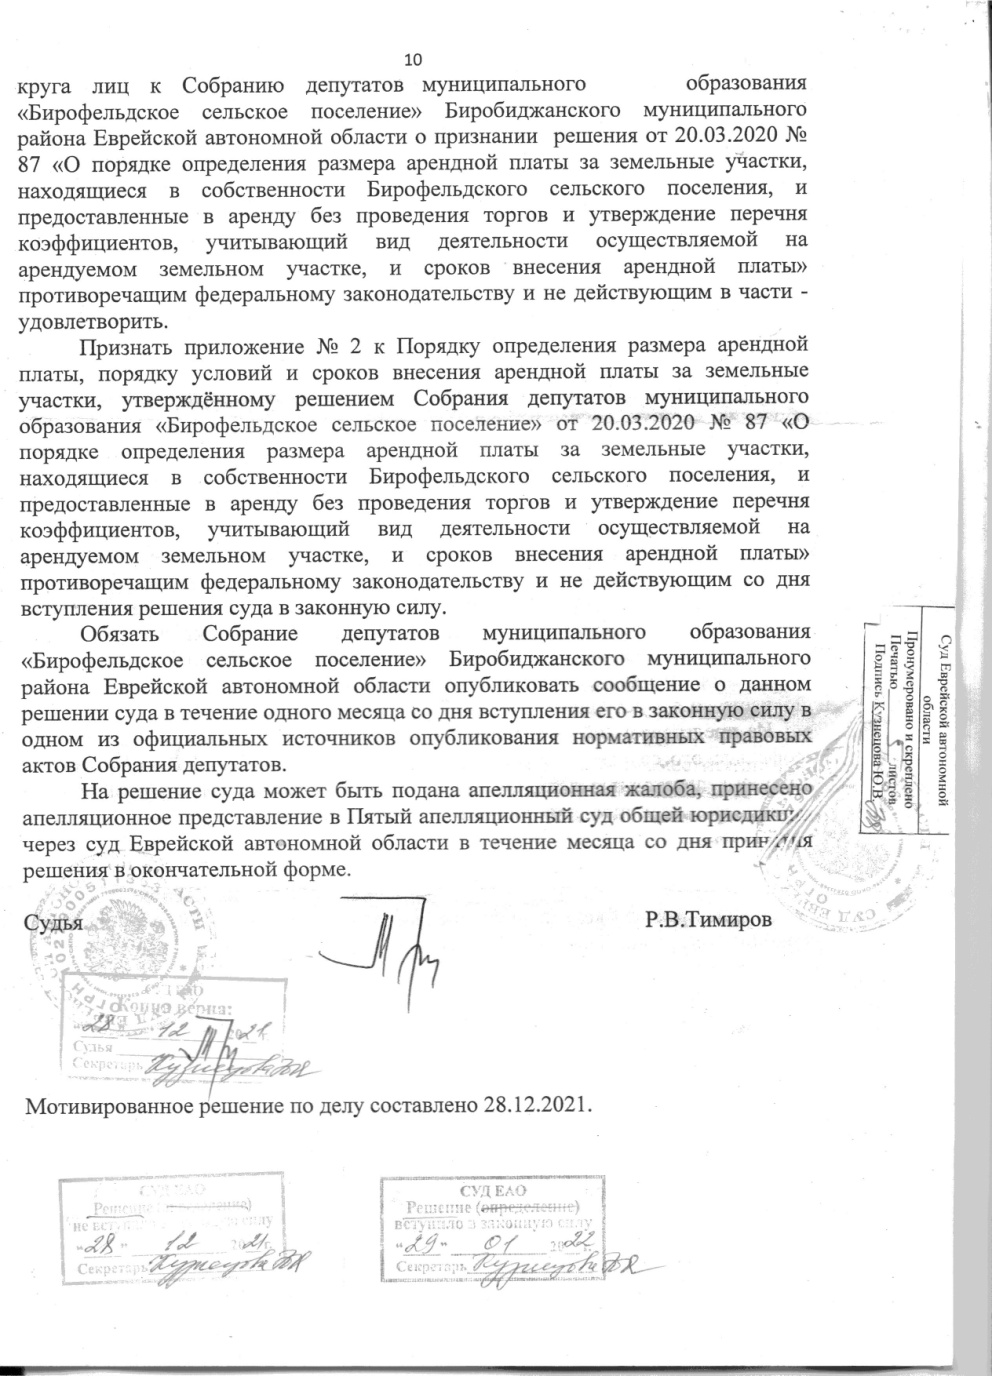 10
круга лиц к Собранию депутатов муниципального образования
«Бирофельдское сельское поселение» Биробиджанского муниципального
района Еврейской автономной области о признании решения от 20.03.2020 №
87 «О порядке определения размера арендной платы за земельные участки,
находящиеся в собственности Бирофельдского сельского поселения, и
предоставленные в аренду без проведения торгов и утверждение перечня
коэффициентов, учитывающий вид деятельности осуществляемой на
арендуемом земельном участке, и сроков внесения арендной платы»
противоречащим федеральному законодательству и не действующим в части -
удовлетворить.
Признать приложение № 2 к Порядку определения размера арендной
платы, порядку условий и сроков внесения арендной платы за земельные
участки, утверждённому решением Собрания депутатов муниципального
образования «Бирофельдское сельское поселение» от 20.03.2020 № 87 «О
порядке определения размера арендной платы за земельные участки,
находящиеся в собственности Бирофельдского сельского поселения, и
предоставленные в аренду без проведения торгов и утверждение перечня
коэффициентов, учитывающий вид деятельности осуществляемой на
арендуемом земельном участке, и сроков внесения арендной платы»
противоречащим федеральному законодательству и не действующим со дня
вступления решения суда в законную силу.
Обязать Собрание депутатов муниципального образования
«Бирофельдское сельское поселение» Биробиджанского муниципального
района Еврейской автономной области опубликовать сообщение о данном
решении суда в течение одного месяца со дня вступления его в законную силу в
одном из официальных источников опубликования нормативных правовых
актов Собрания депутатов.
На решение суда может быть подана апелляционная жалоба, принесено
апелляционное представление в Пятый апелляционный суд общей
через суд Еврейской автономной области в течение месяца со дня
решения в окончательной форме.
Судья Р.В.Тимиров
Копия верна:
"28" 12 2021г.
Судья
Секретарь Кузнецова
Мотивированное решение по делу составлено 28.12.2021.
СУД ЕАО
Решение
не законную силу
"28" 12 2021г.
Секретарь Кузнецова
СУД ЕАО
Решение (определение)
вступило в законную силу
"29" 01 2022г.
Секретарь Кузнецова
Суд Еврейской автономной
области
Пронумеровано и скреплено
Печатью листов
Подпись Кузнецова Ю.В.